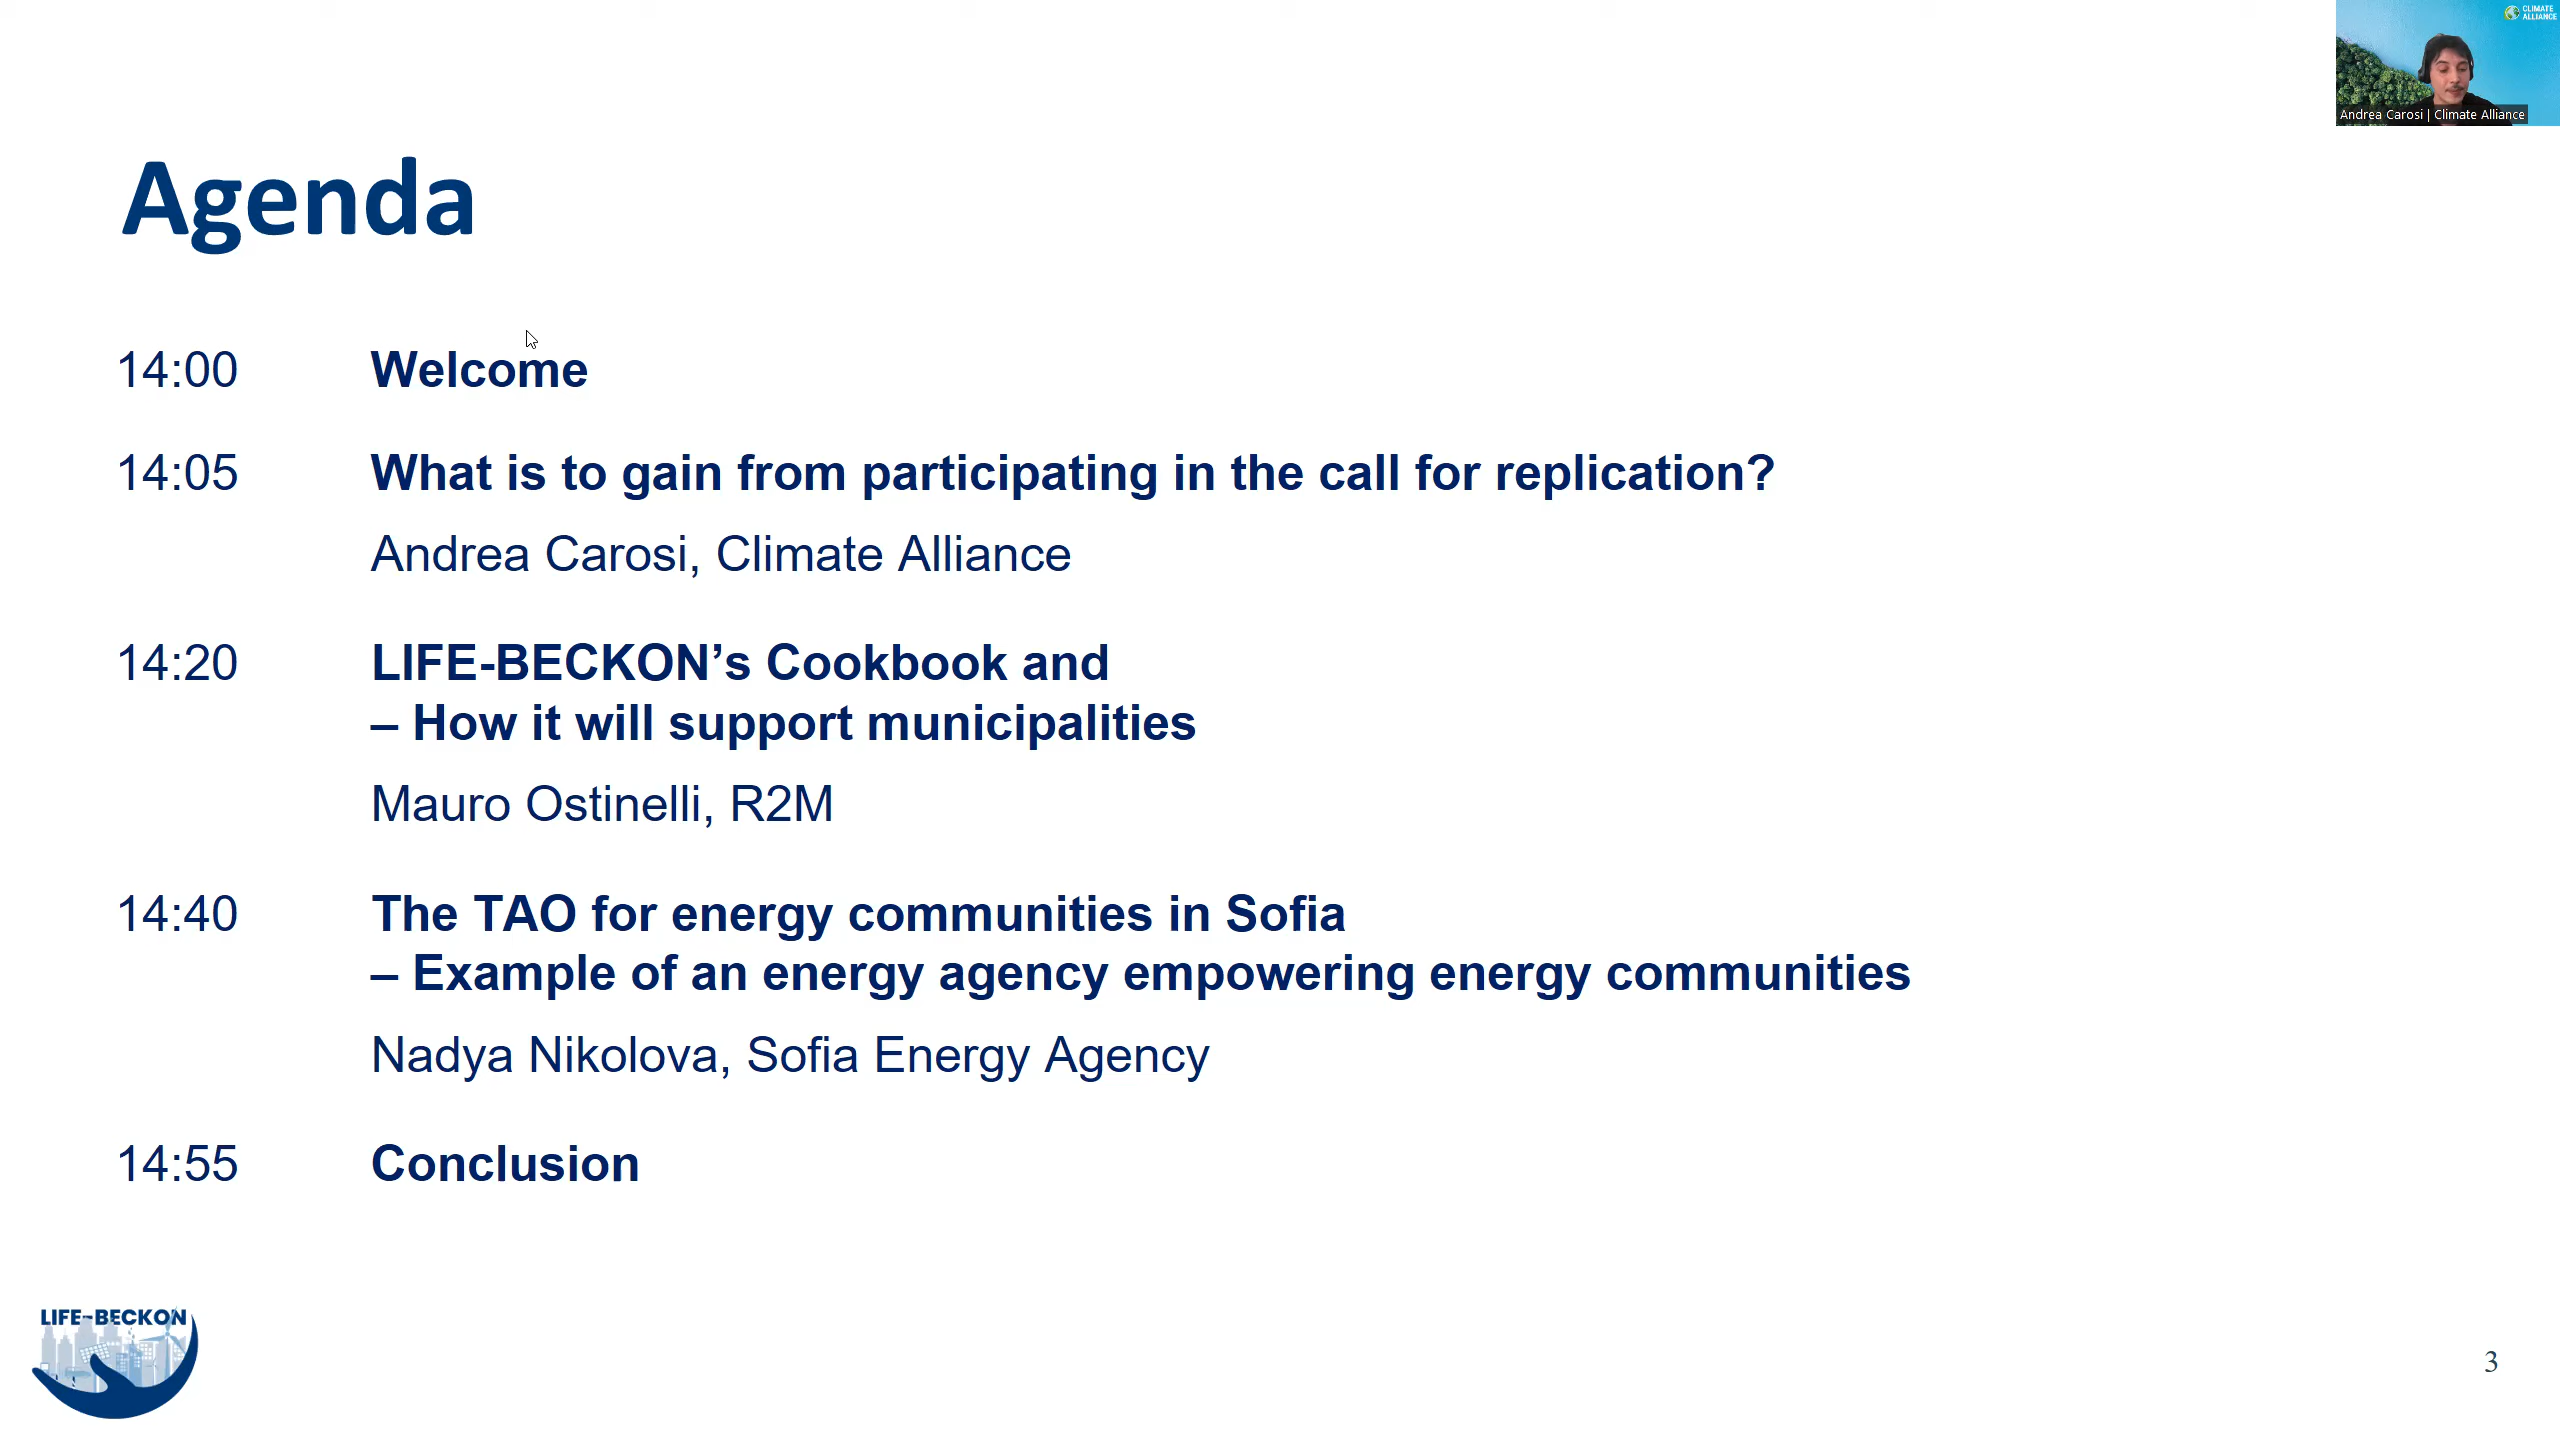 CLIMATE
ALLIANCE
Andrea Carosi | Climate Alliance
Agenda
14:00 Welcome
14:05 What is to gain from participating in the call for replication?
Andrea Carosi, Climate Alliance
14:20 LIFE-BECKON’s Cookbook and
– How it will support municipalities
Mauro Ostinelli, R2M
14:40 The TAO for energy communities in Sofia
– Example of an energy agency empowering energy communities
Nadya Nikolova, Sofia Energy Agency
14:55 Conclusion
LIFE-BECKON
3